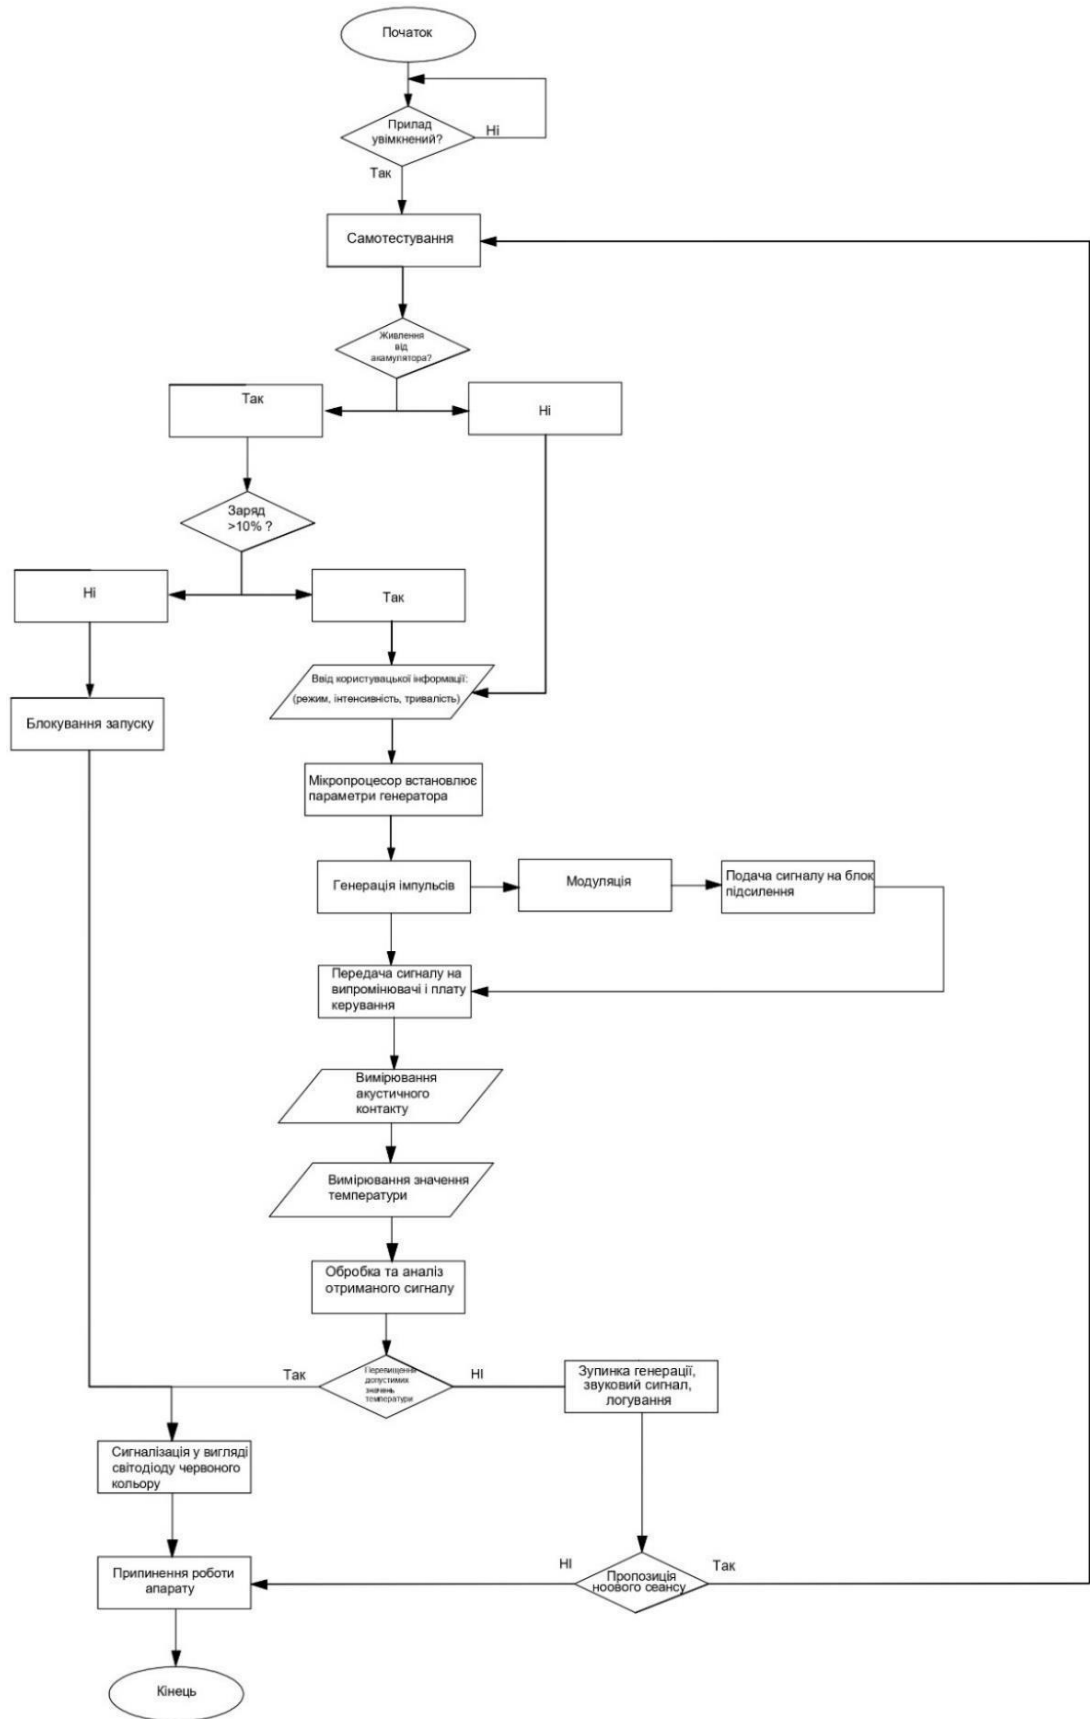 Початок
Прилад
увімкнений?
Ні
Так
Самотестування
Живлення
від
акамулятора?
Так
Ні
Заряд
>10% ?
Ні
Так
Ввід користувацької інформації:
(режим, інтенсивність, тривалість)
Блокування запуску
Мікропроцесор встановлює
параметри генератора
Генерація імпульсів
Модуляція
Подача сигналу на блок
підсилення
Передача сигналу на
випромінювачі і плату
керування
Вимірювання
акустичного
контакту
Вимірювання значення
температури
Обробка та аналіз
отриманого сигналу
Так
Перевищення
допустимих
значень
температури
НІ
Зупинка генерації,
звуковий сигнал,
логування
Сигналізація у вигляді
світодіоду червоного
кольору
Припинення роботи
апарату
НІ
Пропозиція
ноового сеансу
Так
Кінець